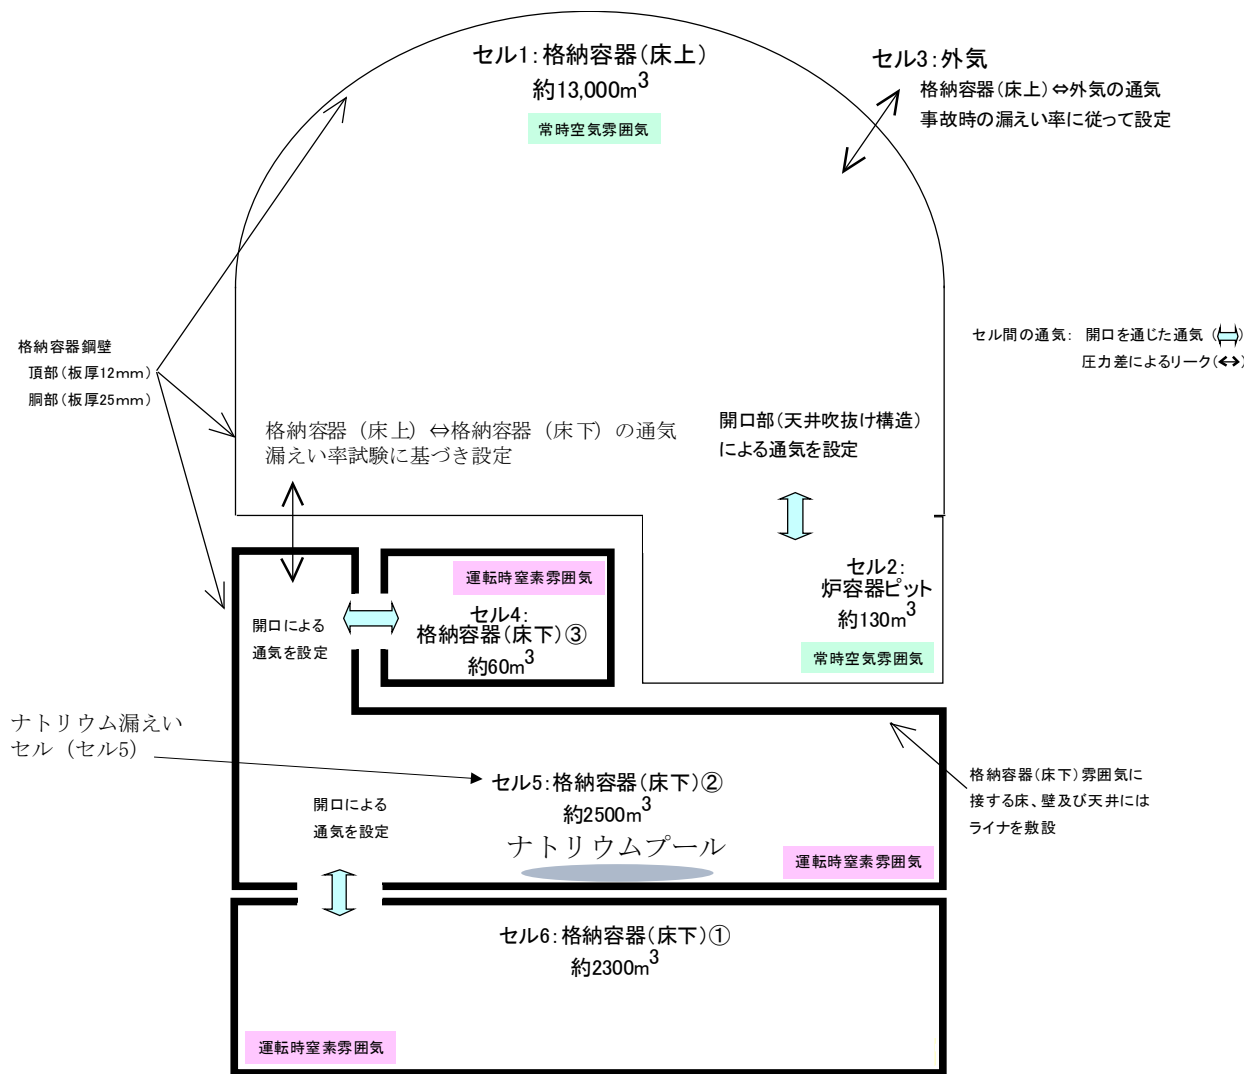 セル1：格納容器（床上）
約13,000m3
常時空気雰囲気
セル3：外気
格納容器（床上）⇔外気の通気
事故時の漏えい率に従って設定
格納容器鋼壁
頂部（板厚12mm）
胴部（板厚25mm）
セル間の通気： 開口を通じた通気（⇔）
圧力差によるリーク（↔）
格納容器（床上）⇔格納容器（床下）の通気
漏えい率試験に基づき設定
開口部（天井吹抜け構造）
による通気を設定
運転時窒素雰囲気
セル4：
格納容器（床下）③
約60m3
開口による
通気を設定
セル2：
炉容器ピット
約130m3
常時空気雰囲気
ナトリウム漏えい
セル（セル5）
セル5：格納容器（床下）②
約2500m3
ナトリウムプール
開口による
通気を設定
運転時窒素雰囲気
格納容器（床下）雰囲気に
接する床、壁及び天井には
ライナを敷設
セル6：格納容器（床下）①
約2300m3
運転時窒素雰囲気